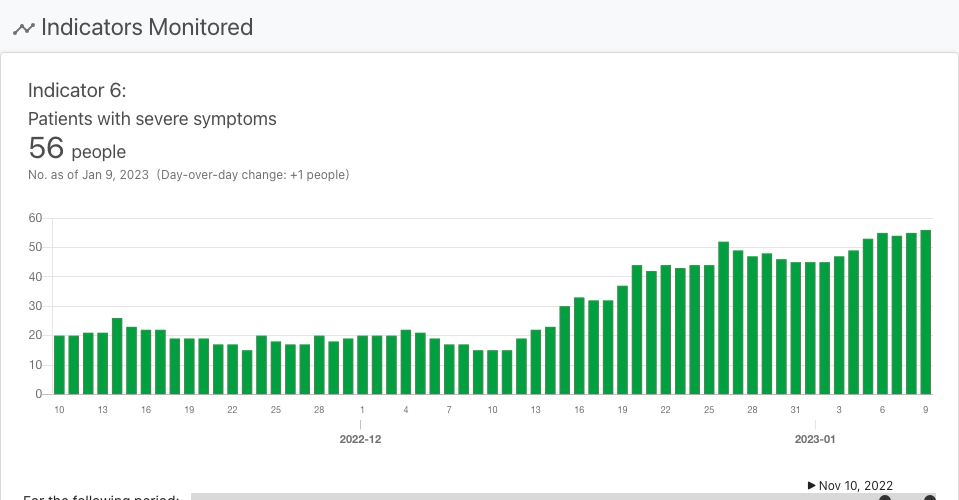 Indicators Monitored
Indicator 6:
Patients with severe symptoms
56 people
No. as of Jan 9, 2023 (Day-over-day change: +1 people)
60
50
40
30
20
10
0
10 13 16 19 22 25 28 1 4 7 10 13 16 19 22 25 28 31 3 6 9
2022-12 2023-01
▶ Nov 10, 2022
For the following period: